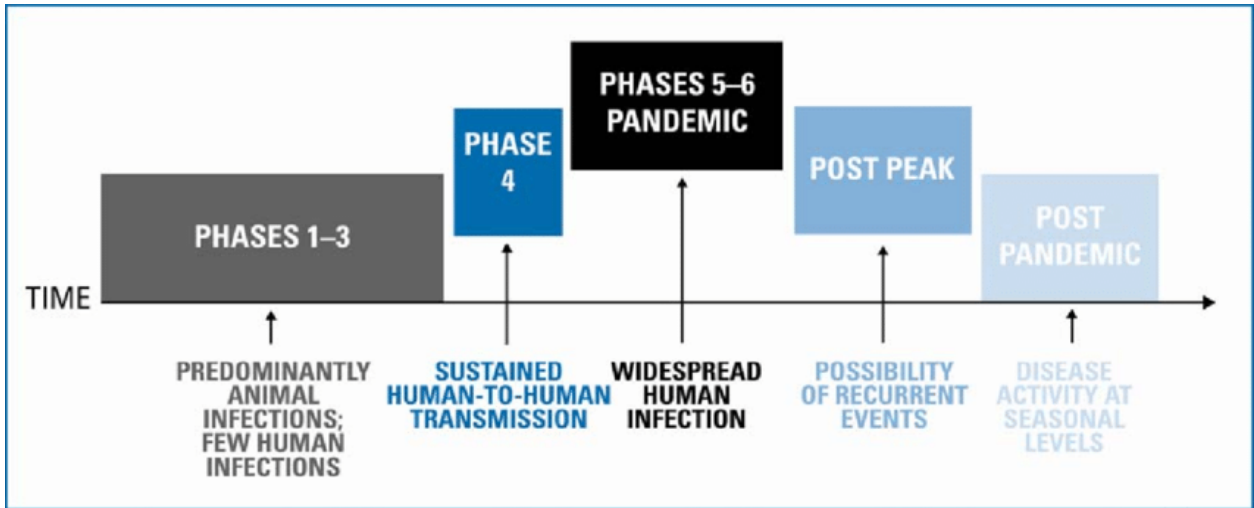 PHASES 5–6
PANDEMIC
PHASE
4
POST PEAK
PHASES 1–3
POST
PANDEMIC
TIME
PREDOMINANTLY
ANIMAL
INFECTIONS;
FEW HUMAN
INFECTIONS
SUSTAINED
HUMAN-TO-HUMAN
TRANSMISSION
WIDESPREAD
HUMAN
INFECTION
POSSIBILITY
OF RECURRENT
EVENTS
DISEASE
ACTIVITY AT
SEASONAL
LEVELS